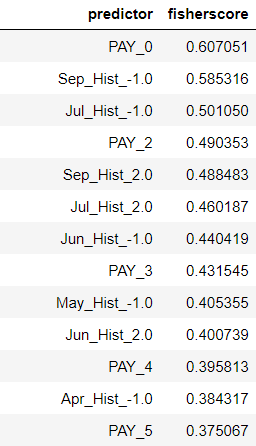 predictor fisherscore
PAY_0 0.607051
Sep_Hist_-1.0 0.585316
Jul_Hist_-1.0 0.501050
PAY_2 0.490353
Sep_Hist_2.0 0.488483
Jul_Hist_2.0 0.460187
Jun_Hist_-1.0 0.440419
PAY_3 0.431545
May_Hist_-1.0 0.405355
Jun_Hist_2.0 0.400739
PAY_4 0.395813
Apr_Hist_-1.0 0.384317
PAY_5 0.375067